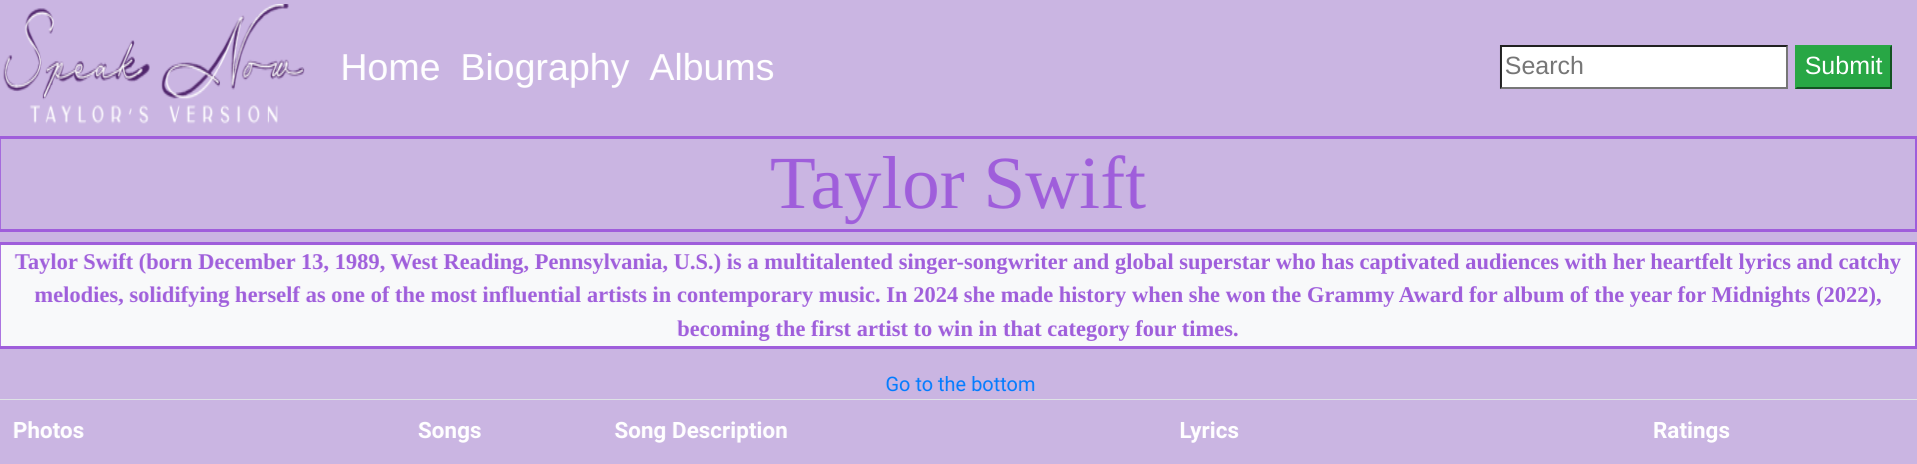 Speak Now
TAYLOR'S VERSION
Home Biography Albums
Search Submit
Taylor Swift
Taylor Swift (born December 13, 1989, West Reading, Pennsylvania, U.S.) is a multitalented singer-songwriter and global superstar who has captivated audiences with her heartfelt lyrics and catchy
melodies, solidifying herself as one of the most influential artists in contemporary music. In 2024 she made history when she won the Grammy Award for album of the year for Midnights (2022),
becoming the first artist to win in that category four times.
Go to the bottom
Photos Songs Song Description Lyrics Ratings